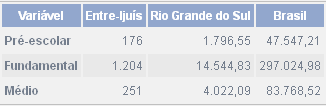 Variável Entre-Ijuís Rio Grande do Sul Brasil
Pré-escolar 176 1.796,55 47.547,21
Fundamental 1.204 14.544,83 297.024,98
Médio 251 4.022,09 83.768,52